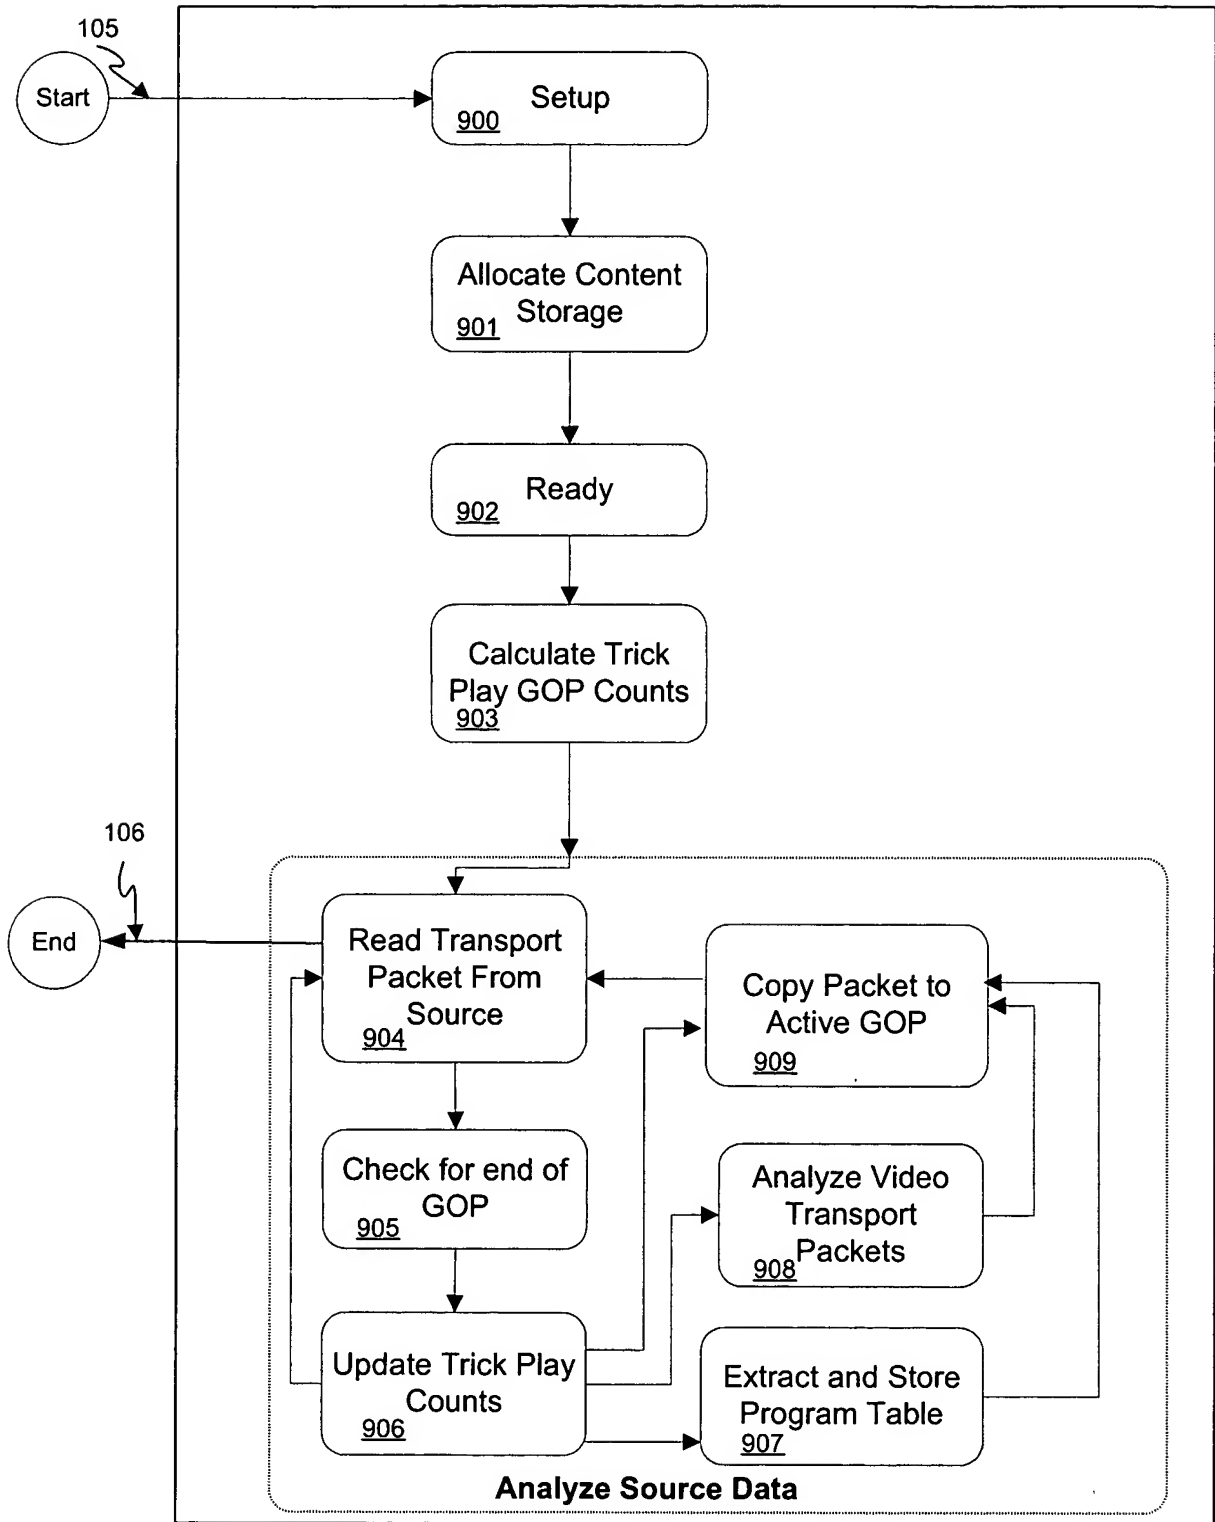 105
Start
Setup
900
Allocate Content
Storage
901
Ready
902
Calculate Trick
Play GOP Counts
903
106
End
Read Transport
Packet From
Source
904
Copy Packet to
Active GOP
909
Check for end of
GOP
905
Analyze Video
Transport
Packets
908
Update Trick Play
Counts
906
Extract and Store
Program Table
907
Analyze Source Data